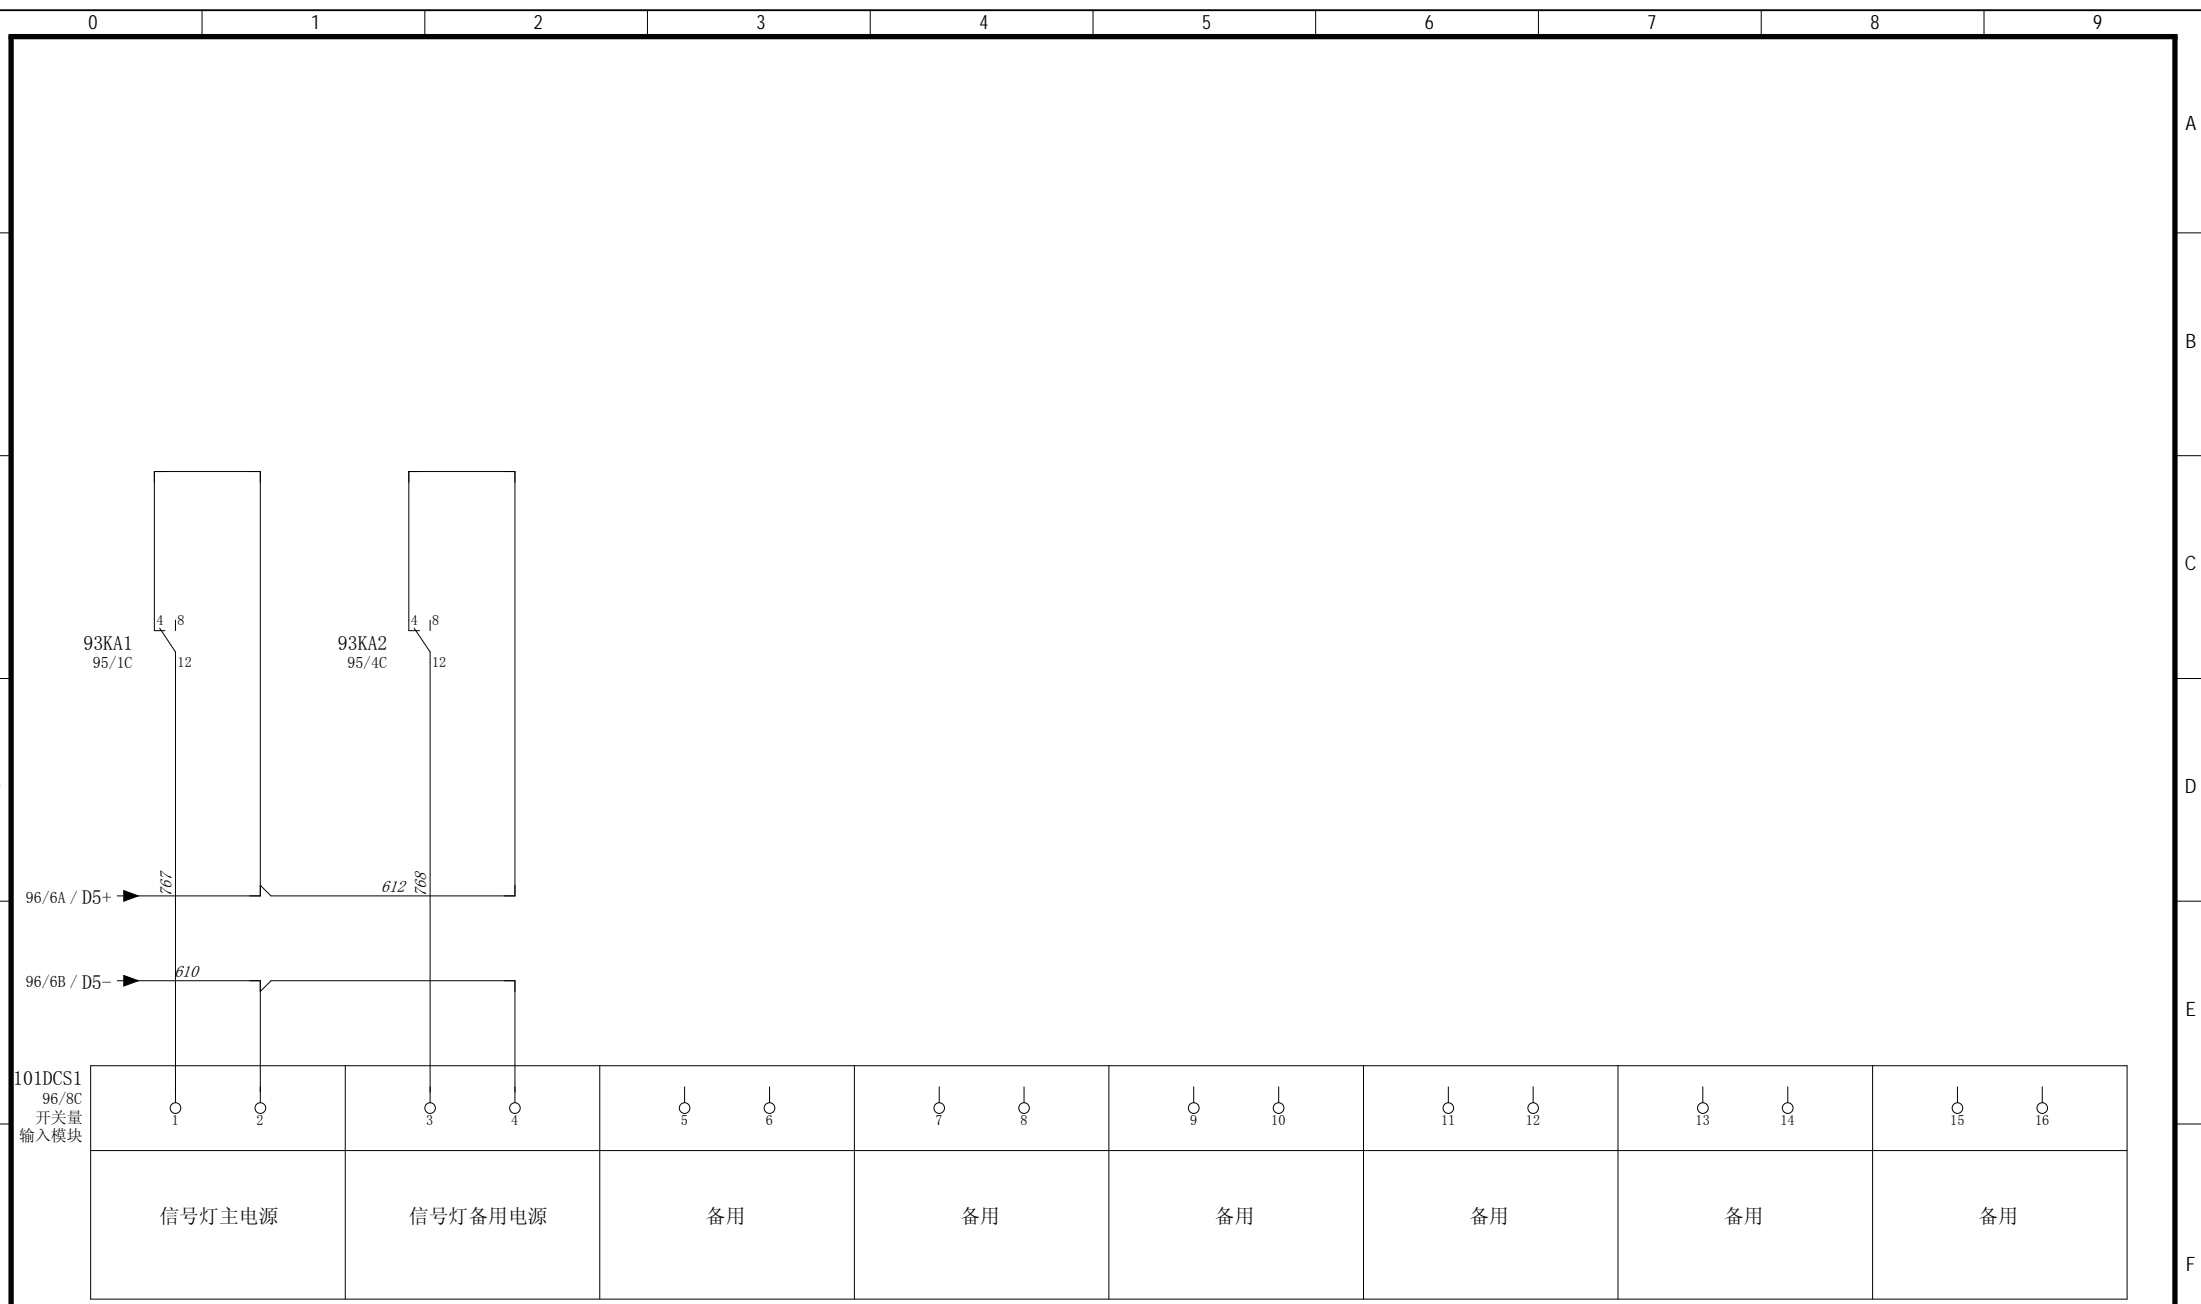 0 1 2 3 4 5 6 7 8 9
A
B
C
4 8 4 8
93KA1 93KA2
95/1C 12 95/4C 12
D
767 612 768
96/6A / D5+
610
96/6B / D5-
E
101DCS1
96/8C
开关量
输入模块
1 2 3 4 5 6 7 8 9 10 11 12 13 14 15 16
信号灯主电源 信号灯备用电源 备用 备用 备用 备用 备用 备用
F